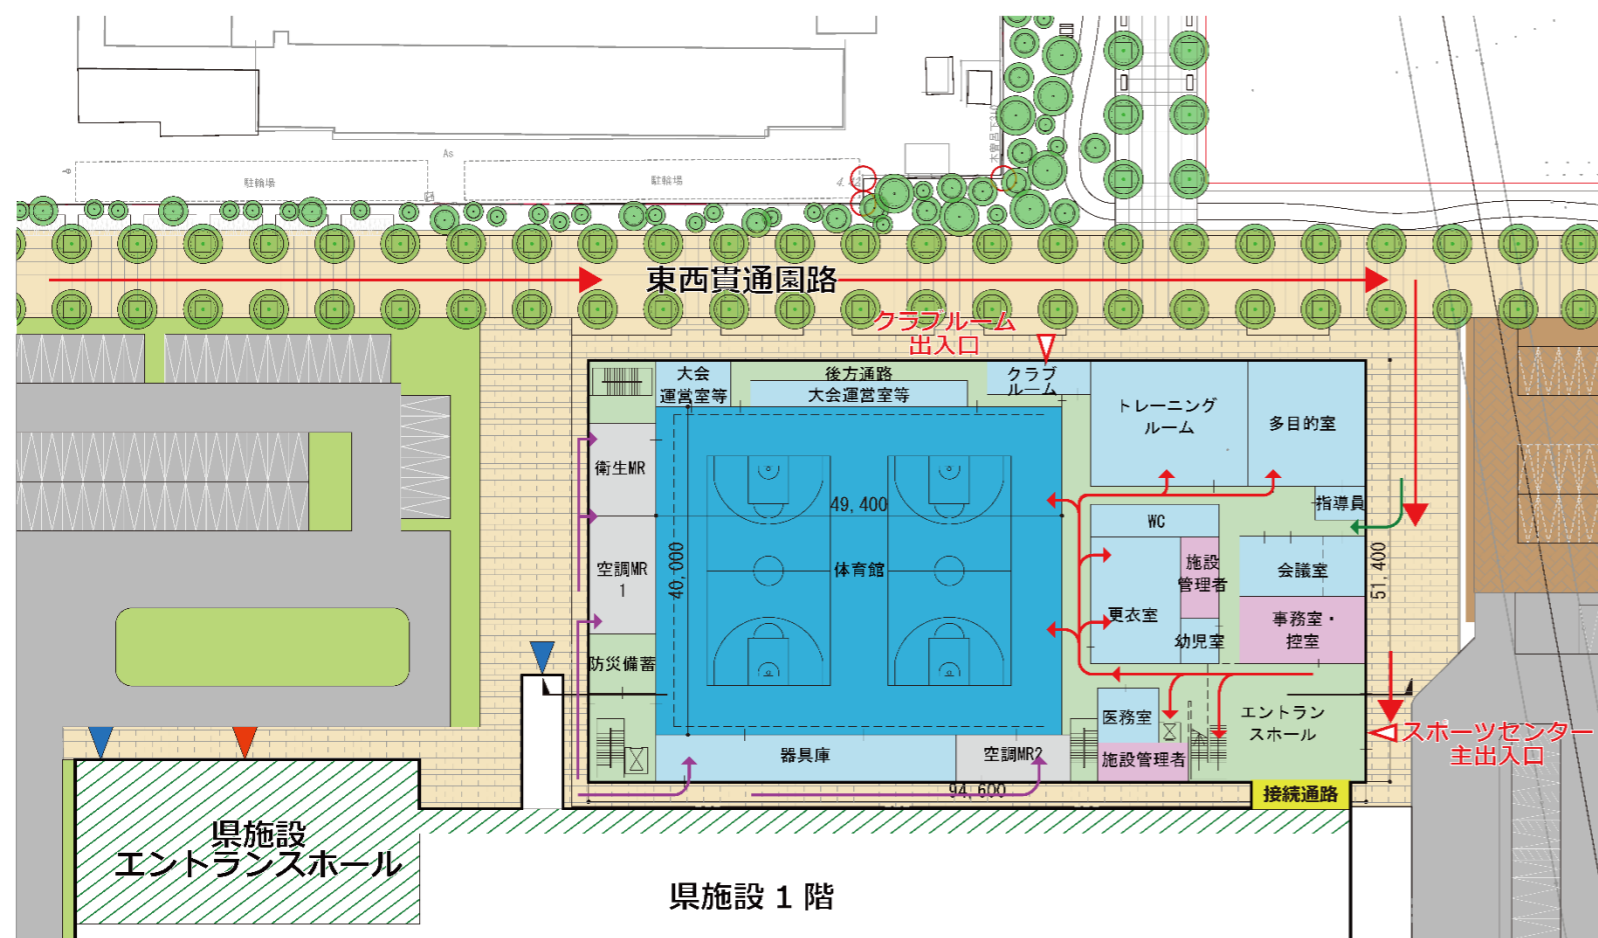 As
駐輪場
駐輪場
東西貫通園路
クラブルーム
出入口
大会
運営室等
後方通路
大会運営室等
クラブ
ルーム
トレーニング
ルーム
多目的室
衛生MR
49,400
指導員
WC
40,000
空調MR
1
体育館
施設
管理者
会議室
51,400
更衣室
幼児室
事務室・
控室
防災備蓄
医務室
エントラン
スホール
スポーツセンター
主出入口
器具庫
空調MR2
施設管理者
94,600
接続通路
県施設
エントランスホール
県施設1階